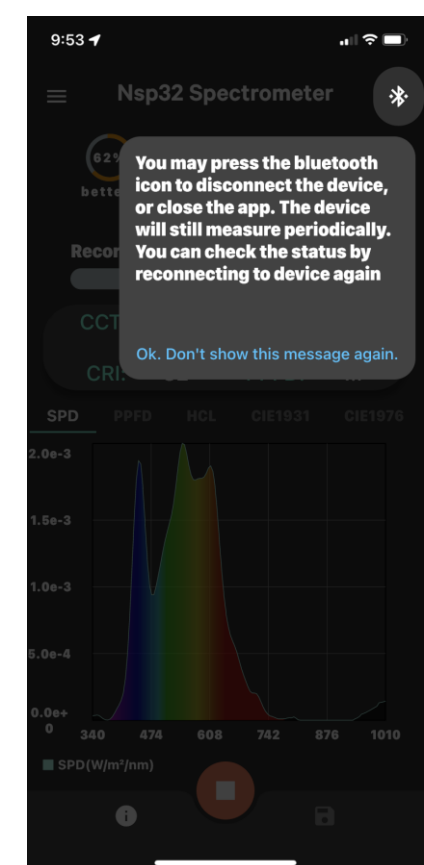 9:53
Nsp32 Spectrometer
62%
You may press the bluetooth
icon to disconnect the device,
or close the app. The device
will still measure periodically.
You can check the status by
reconnecting to device again
Ok. Don't show this message again.
SPD PPFD HCL CIE1931 CIE1976
2.0e-3
1.5e-3
1.0e-3
5.0e-4
0.0e+
0
340 474 608 742 876 1010
SPD(W/m²/nm)